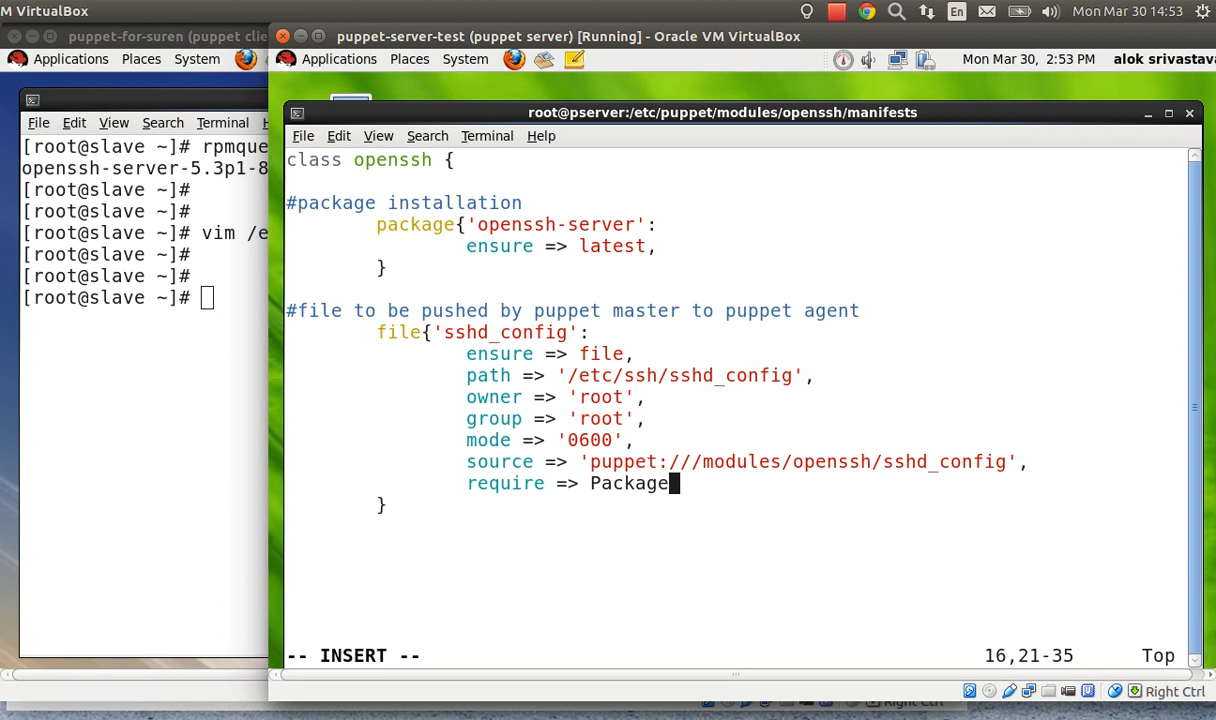 M VirtualBox
En
Mon Mar 30 14:53
puppet-for-suren (puppet clie
puppet-server-test (puppet server) [Running] - Oracle VM VirtualBox
Applications Places System
Applications Places System
Mon Mar 30, 2:53 PM
alok srivastava
root@pserver:/etc/puppet/modules/openssh/manifests
File Edit View Search Terminal H
File Edit View Search Terminal Help
[root@slave ~]# rpmque
openssh-server-5.3p1-8
[root@slave ~]#
[root@slave ~]#
[root@slave ~]# vim /e
[root@slave ~]#
[root@slave ~]#
[root@slave ~]#
class openssh {
#package installation
package{'openssh-server':
ensure => latest,
}
#file to be pushed by puppet master to puppet agent
file{'sshd_config':
ensure => file,
path => '/etc/ssh/sshd_config',
owner => 'root',
group => 'root',
mode => '0600',
source => 'puppet:///modules/openssh/sshd_config',
require => Package
}
-- INSERT --
16,21-35
Top
Right Ctrl
Right Ctrl